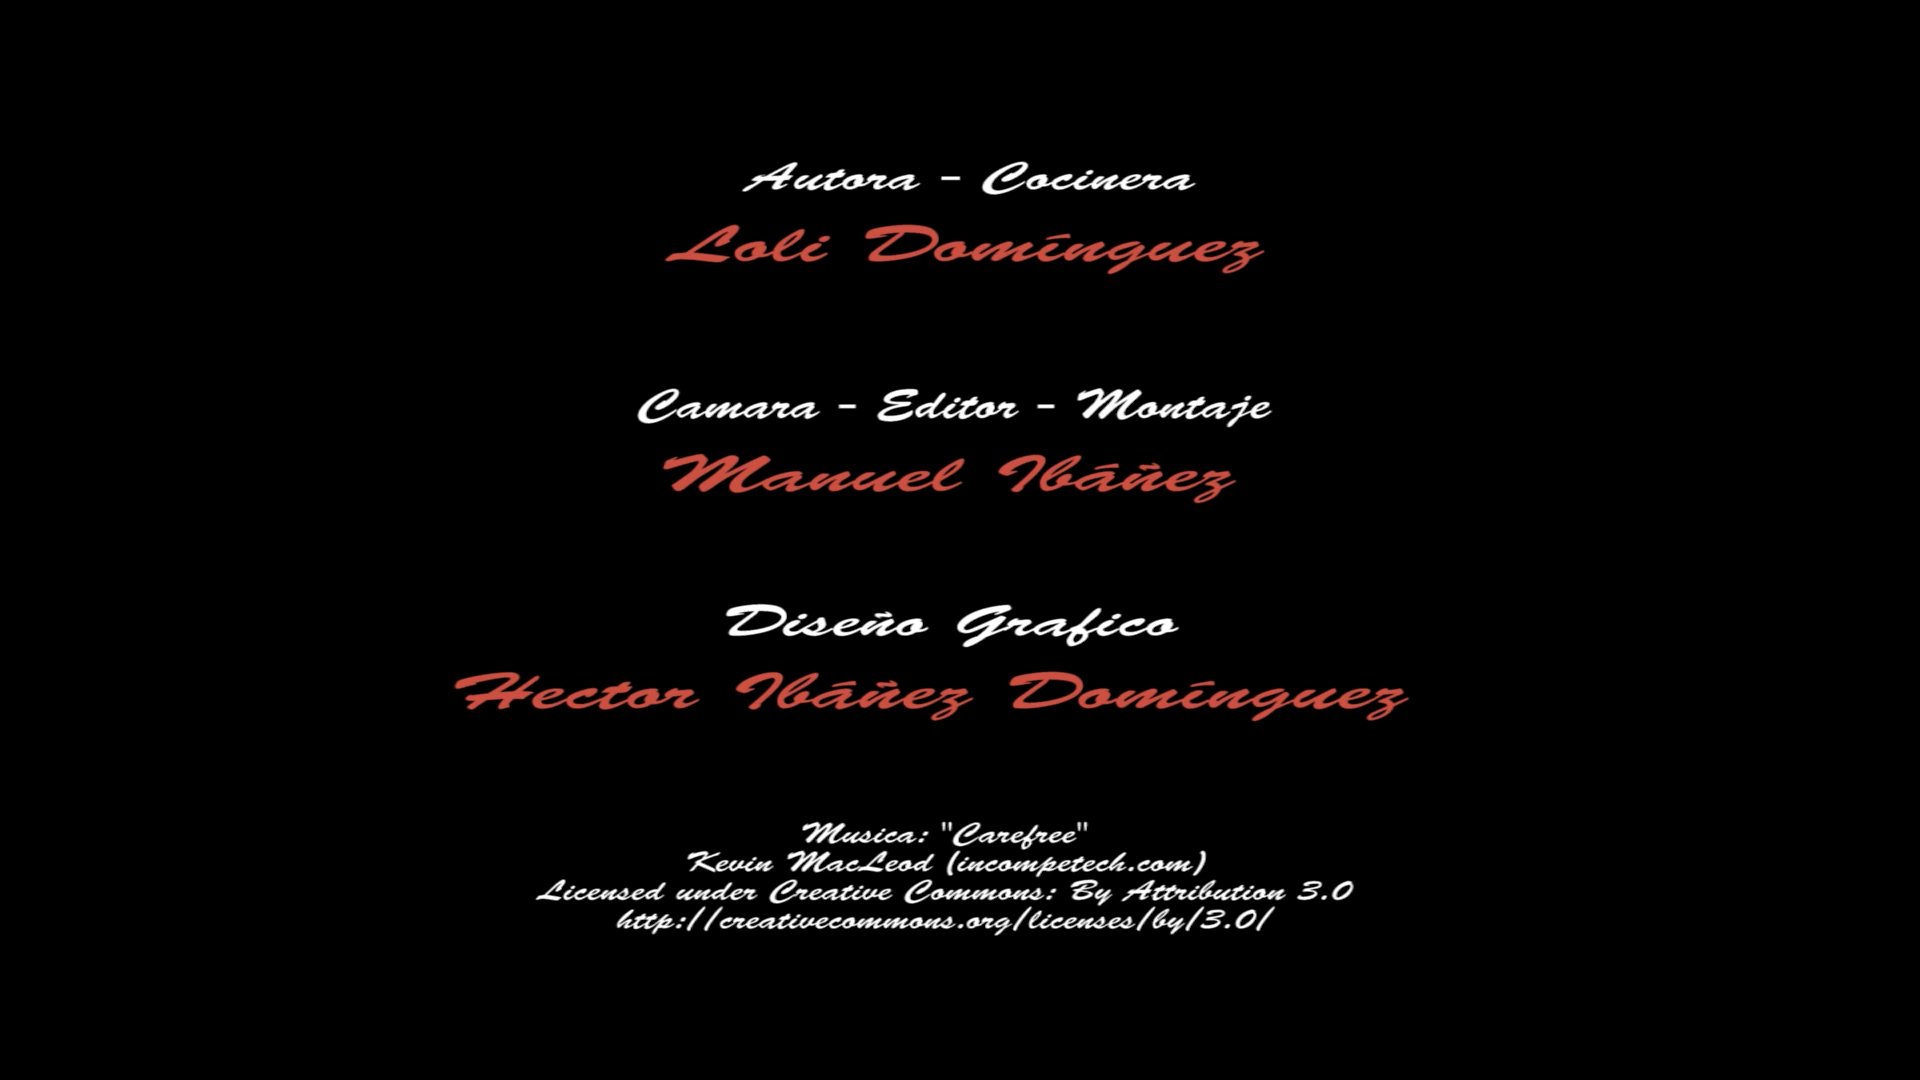 Autora - Cocinera
Loli Domínguez
Camara - Editor - Montaje
Manuel Ibáñez
Diseño Grafico
Hector Ibáñez Domínguez
Musica: "Carefree"
Kevin MacLeod (incompetech.com)
Licensed under Creative Commons: By Attribution 3.0
http://creativecommons.org/licenses/by/3.0/